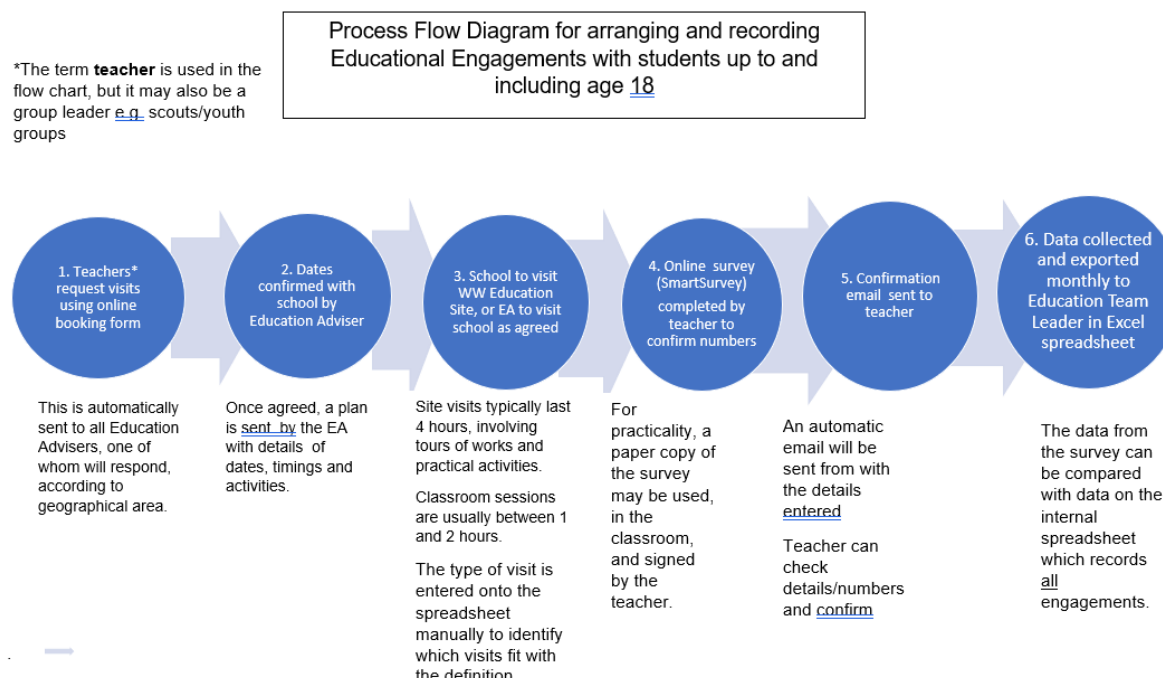 Process Flow Diagram for arranging and recording
Educational Engagements with students up to and
including age 18
*The term teacher is used in the
flow chart, but it may also be a
group leader e.g. scouts/youth
groups
1. Teachers*
request visits
using online
booking form
2. Dates
confirmed with
school by
Education Adviser
3. School to visit
WW Education
Site, or EA to visit
school as agreed
4. Online survey
(SmartSurvey)
completed by
teacher to
confirm numbers
5. Confirmation
email sent to
teacher
6. Data collected
and exported
monthly to
Education Team
Leader in Excel
spreadsheet
This is automatically
sent to all Education
Advisers, one of
whom will respond,
according to
geographical area.
Once agreed, a plan
is sent by the EA
with details of
dates, timings and
activities.
Site visits typically last
4 hours, involving
tours of works and
practical activities.
Classroom sessions
are usually between 1
and 2 hours.
The type of visit is
entered onto the
spreadsheet
manually to identify
which visits fit with
the definition
For
practicality, a
paper copy of
the survey
may be used,
in the
classroom,
and signed
by the
teacher.
An automatic
email will be
sent from with
the details
entered
Teacher can
check
details/numbers
and confirm
The data from
the survey can
be compared
with data on the
internal
spreadsheet
which records
all
engagements.
.